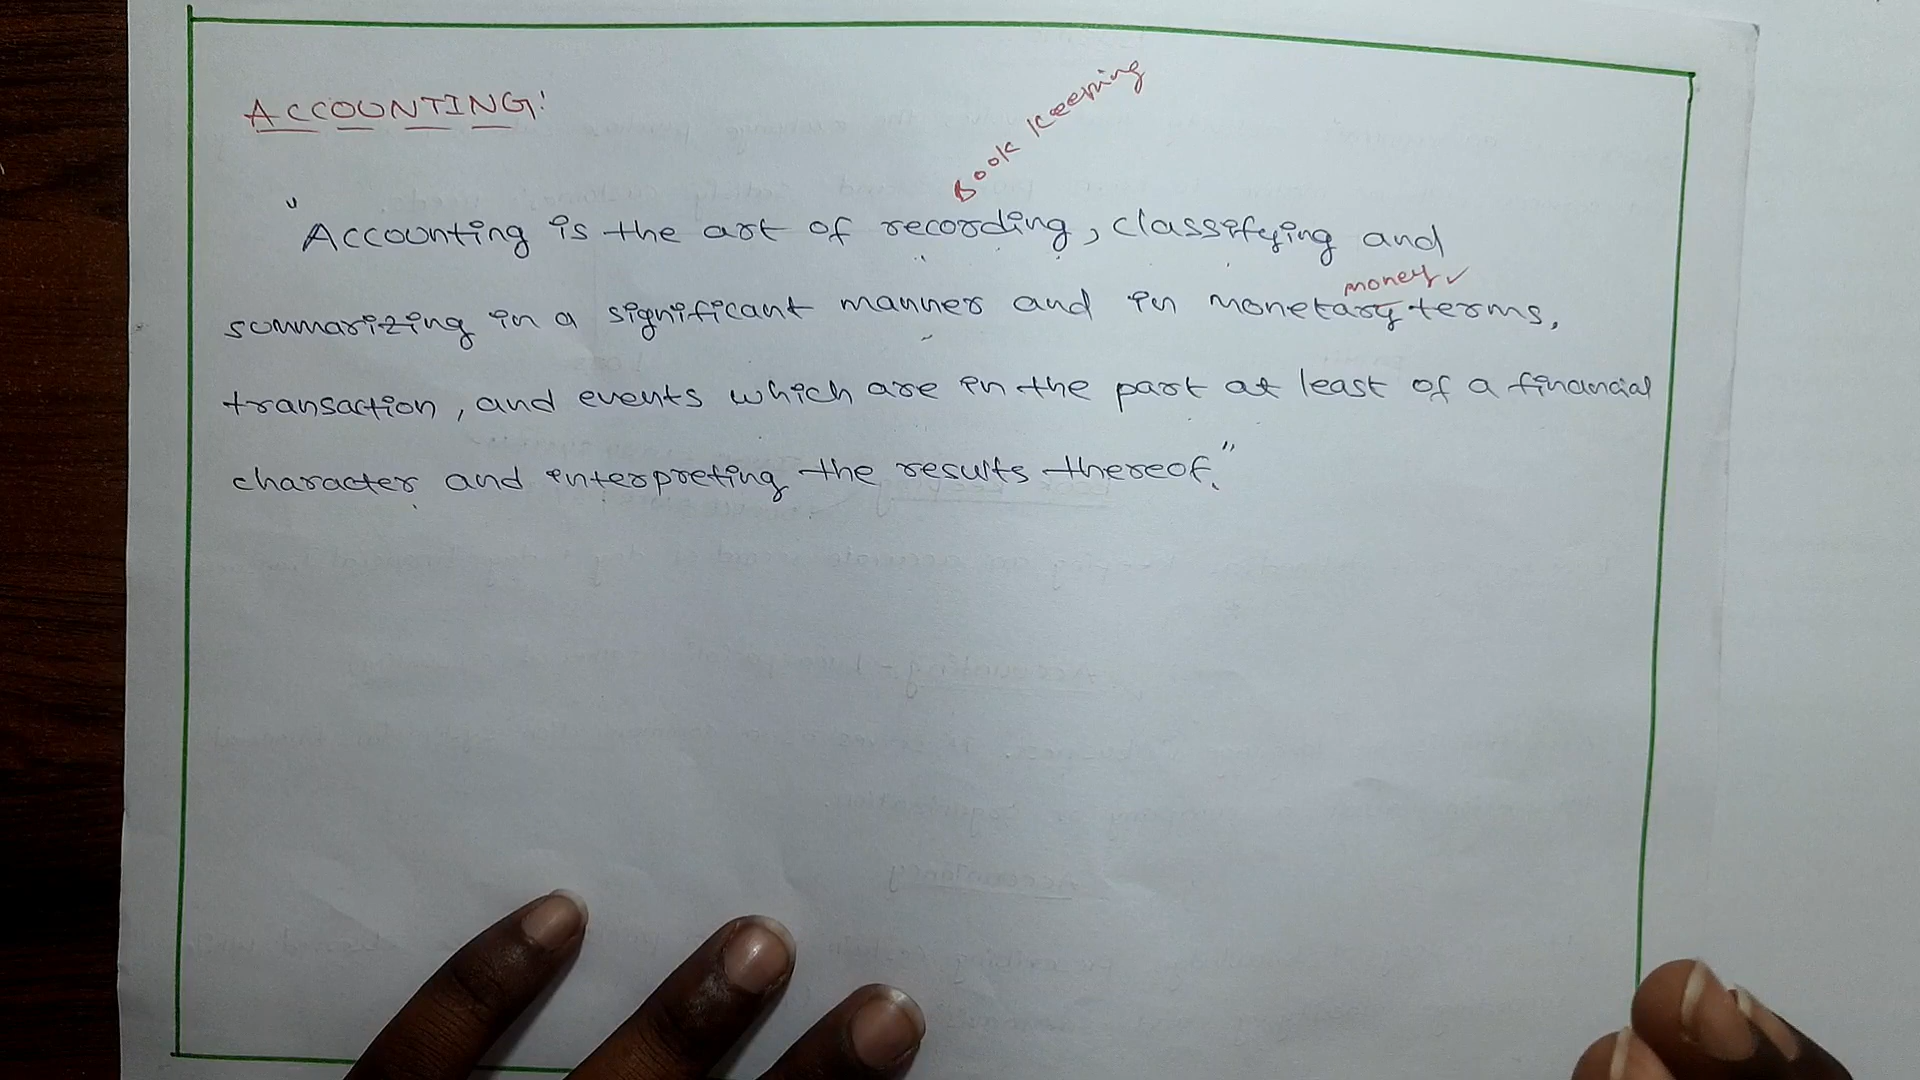 ACCOUNTING:
Book Keeping
"Accounting is the art of recording, classifying and
money ✓
summarizing in a significant manner and in monetary terms,
transaction, and events which are in the part at least of a financial
character and interpreting the results thereof."